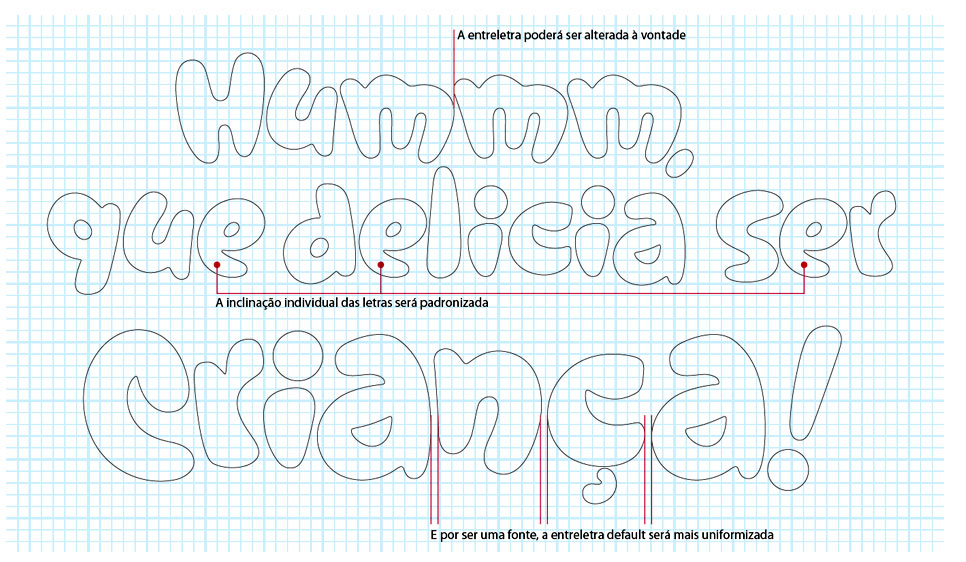 A entreletra poderá ser alterada à vontade
Hummm,
que delicia ser
A inclinação individual das letras será padronizada
Criança!
E por ser uma fonte, a entreletra default será mais uniformizada